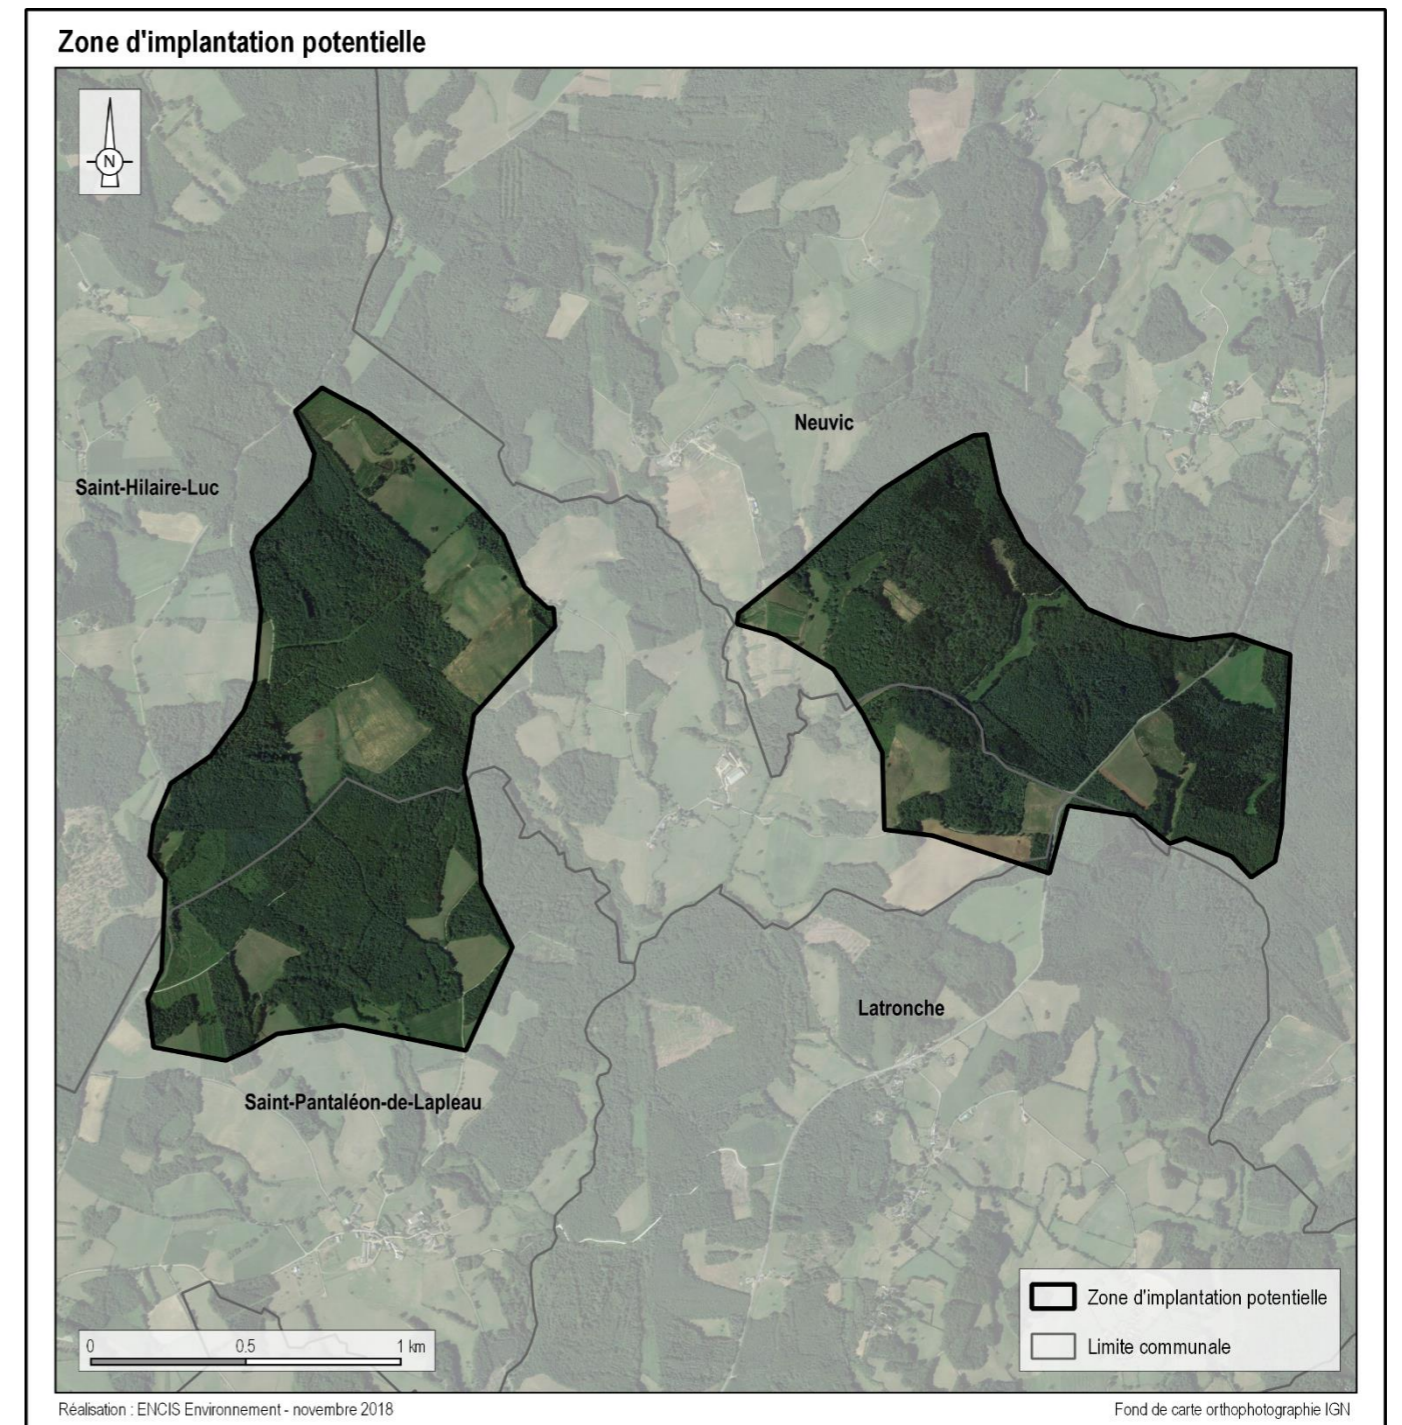 Zone d'implantation potentielle
N
Neuvic
Saint-Hilaire-Luc
Latronche
Saint-Pantaléon-de-Lapleau
Zone d'implantation potentielle
Limite communale
0 0.5 1 km
Réalisation : ENCIS Environnement - novembre 2018
Fond de carte orthophotographie IGN